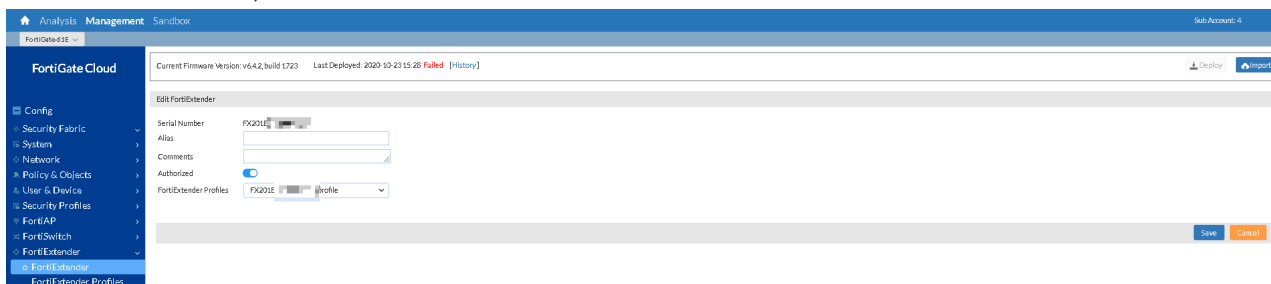 Analysis Management Sandbox
Sub Account: 4
FortiGate-61E
FortiGate Cloud
Current Firmware Version: v6.4.2, build 1723 Last Deployed: 2020-10-23 15:28 Failed [History]
Deploy Import
Edit FortiExtender
Config
Serial Number FX201E
Security Fabric
Alias
System
Comments
Network
Authorized
Policy & Objects
User & Device
FortiExtender Profiles FX201E profile
Security Profiles
FortiAP
FortiSwitch
Save Cancel
FortiExtender
FortiExtender
FortiExtender Profiles